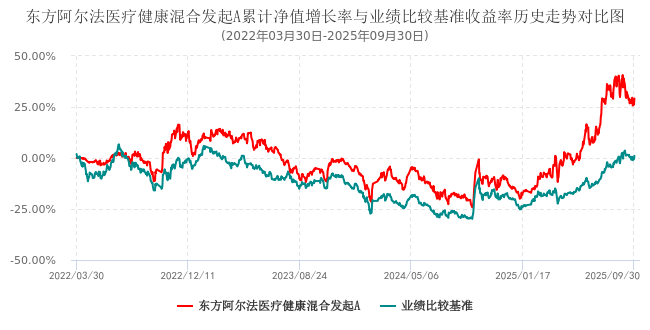 东方阿尔法医疗健康混合发起A累计净值增长率与业绩比较基准收益率历史走势对比图
(2022年03月30日-2025年09月30日)
50.00%
25.00%
0.00%
-25.00%
-50.00%
2022/03/30 2022/12/11 2023/08/24 2024/05/06 2025/01/17 2025/09/30
东方阿尔法医疗健康混合发起A 业绩比较基准